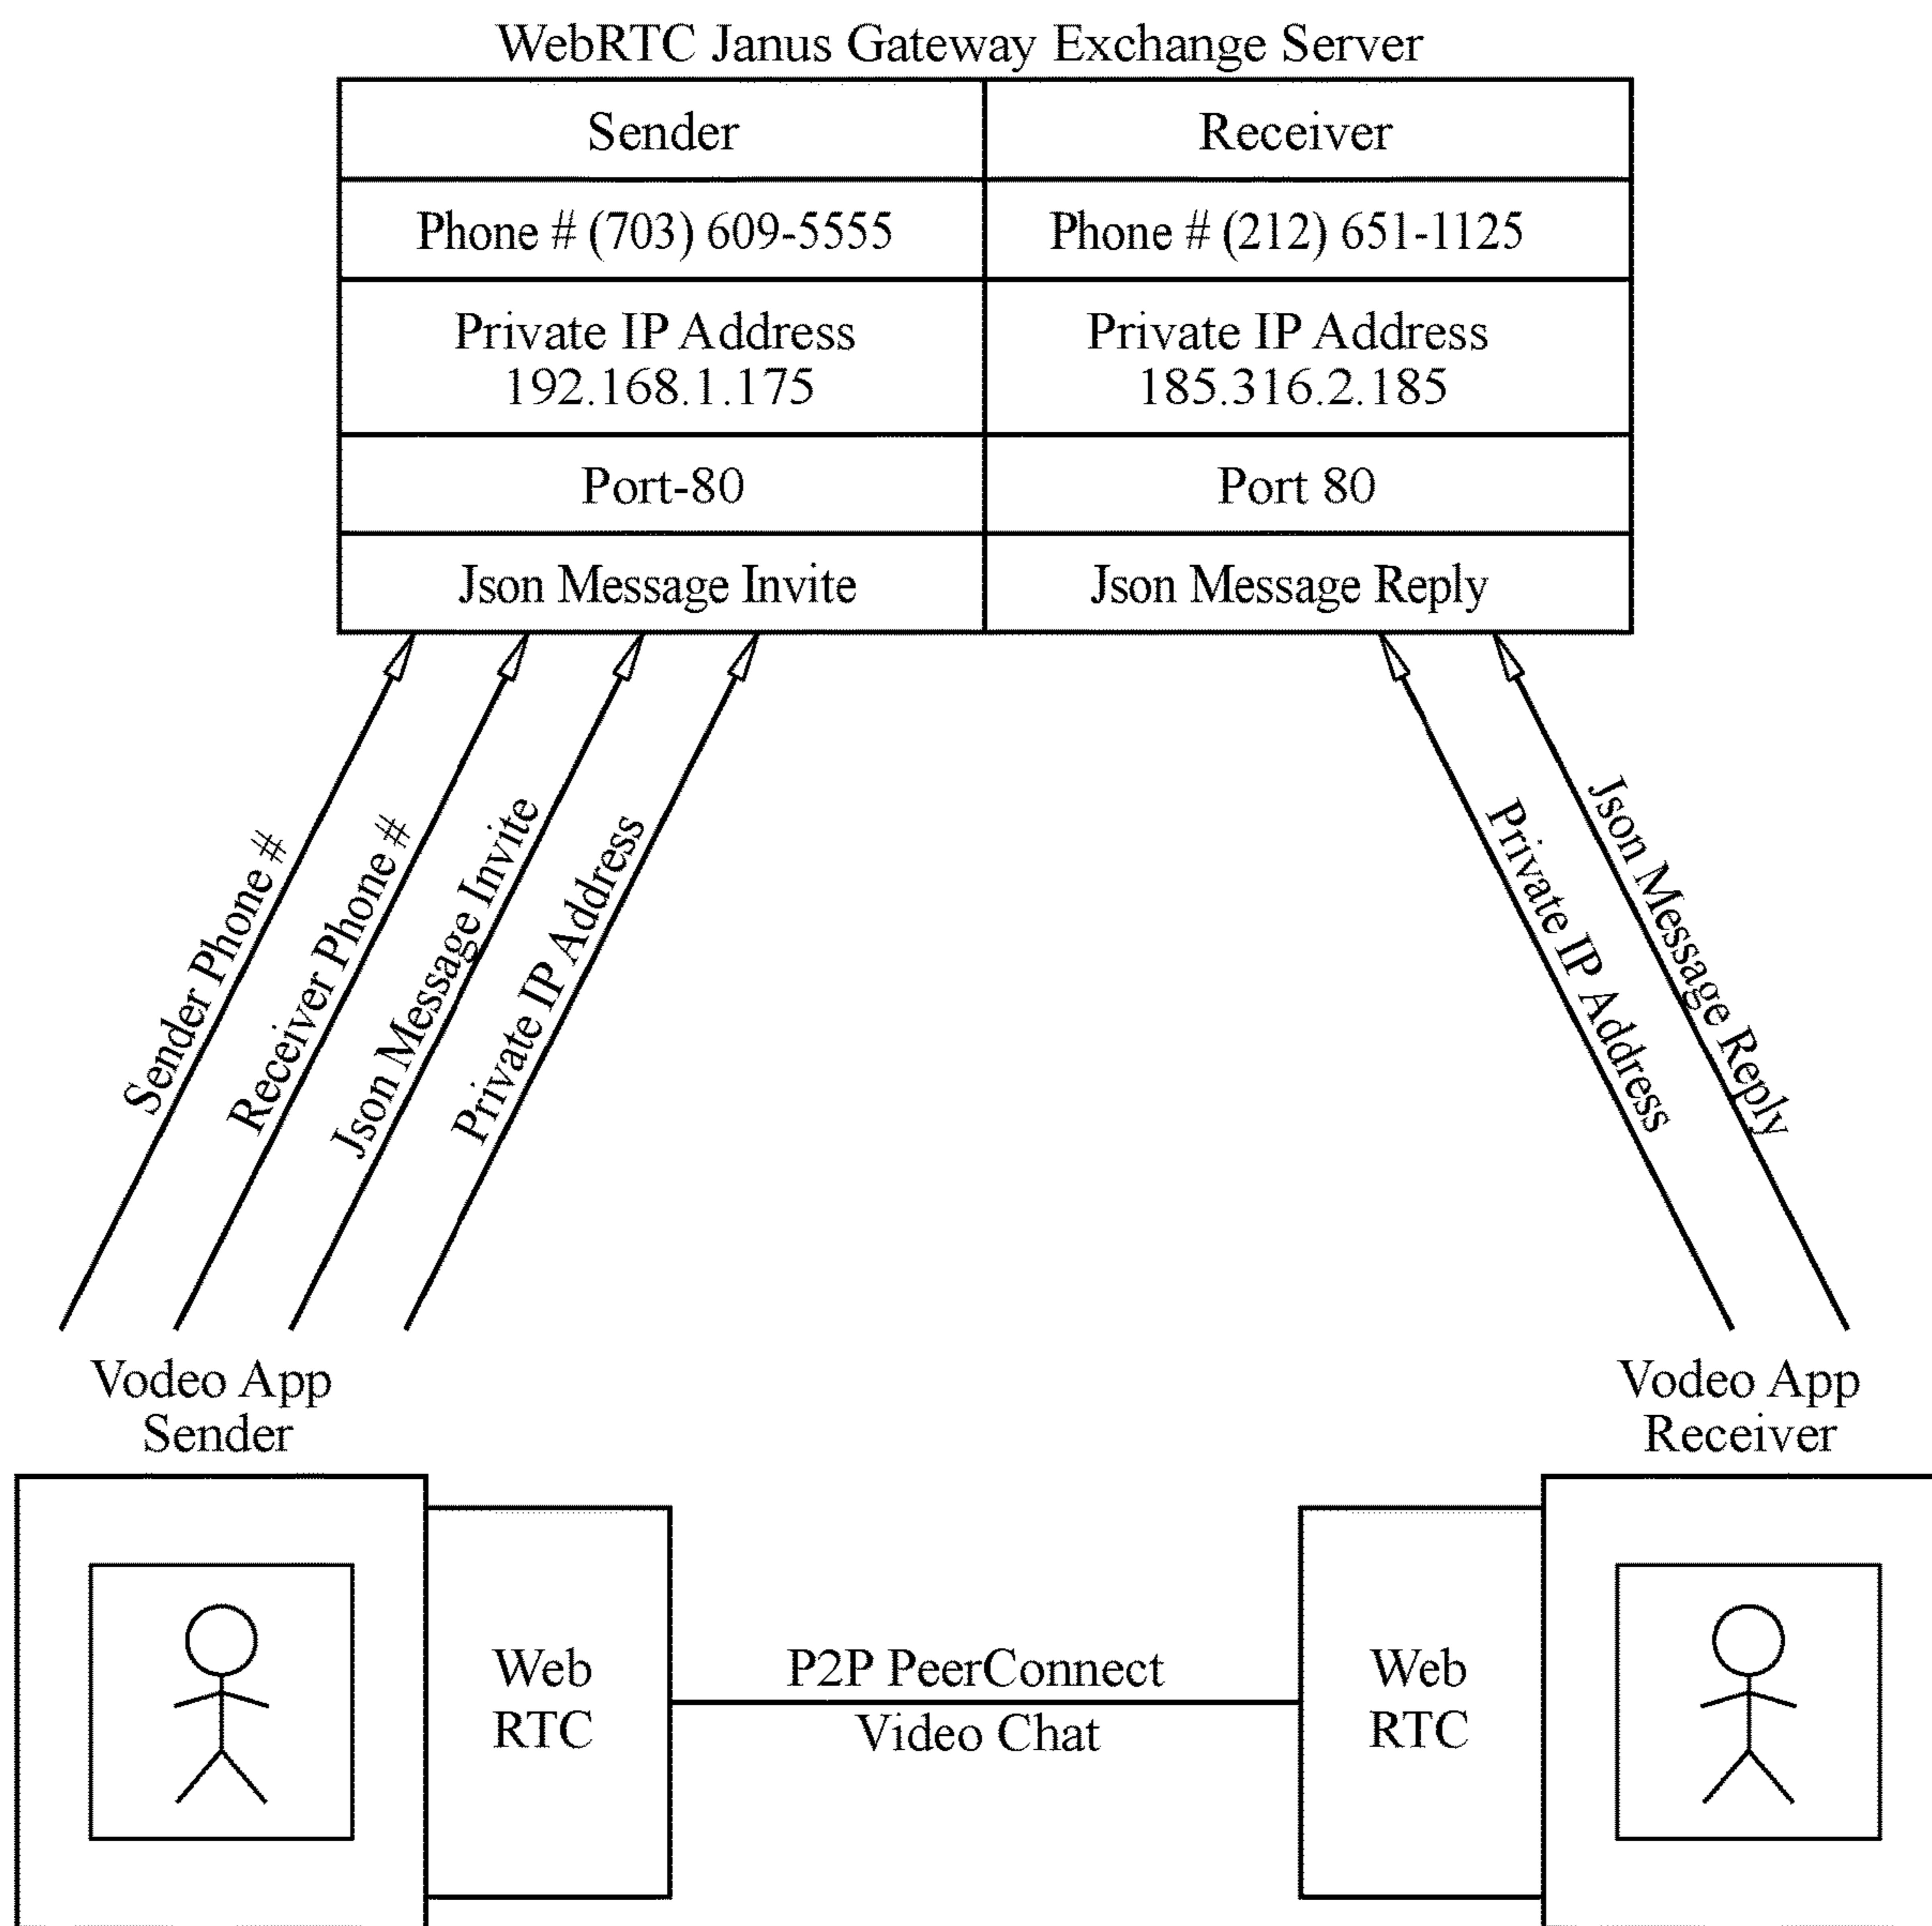 WebRTC Janus Gateway Exchange Server
Sender
Receiver
Phone # (703) 609-5555
Phone # (212) 651-1125
Private IP Address
192.168.1.175
Private IP Address
185.316.2.185
Port-80
Port 80
Json Message Invite
Json Message Reply
Sender Phone #
Receiver Phone #
Json Message Invite
Private IP Address
Private IP Address
Json Message Reply
Vodeo App
Sender
Vodeo App
Receiver
Web
RTC
P2P PeerConnect
Video Chat
Web
RTC